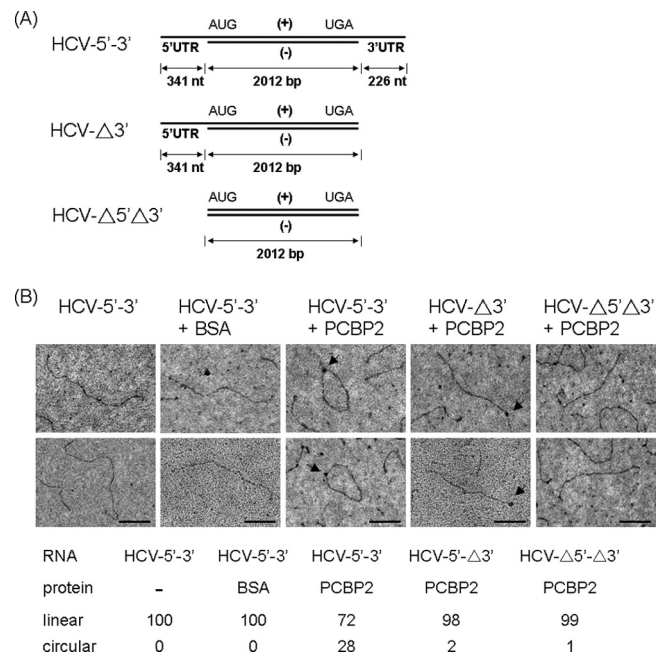 (A)
HCV-5'-3'
AUG (+) UGA
5'UTR (-) 3'UTR
341 nt 2012 bp 226 nt
HCV-△3'
AUG (+) UGA
5'UTR (-)
341 nt 2012 bp
HCV-△5'△3'
AUG (+) UGA
(-)
2012 bp
(B)
HCV-5'-3' HCV-5'-3' HCV-5'-3' HCV-△3' HCV-△5'△3'
+ BSA + PCBP2 + PCBP2 + PCBP2
RNA HCV-5'-3' HCV-5'-3' HCV-5'-3' HCV-5'-△3' HCV-△5'-△3'
protein - BSA PCBP2 PCBP2 PCBP2
linear 100 100 72 98 99
circular 0 0 28 2 1